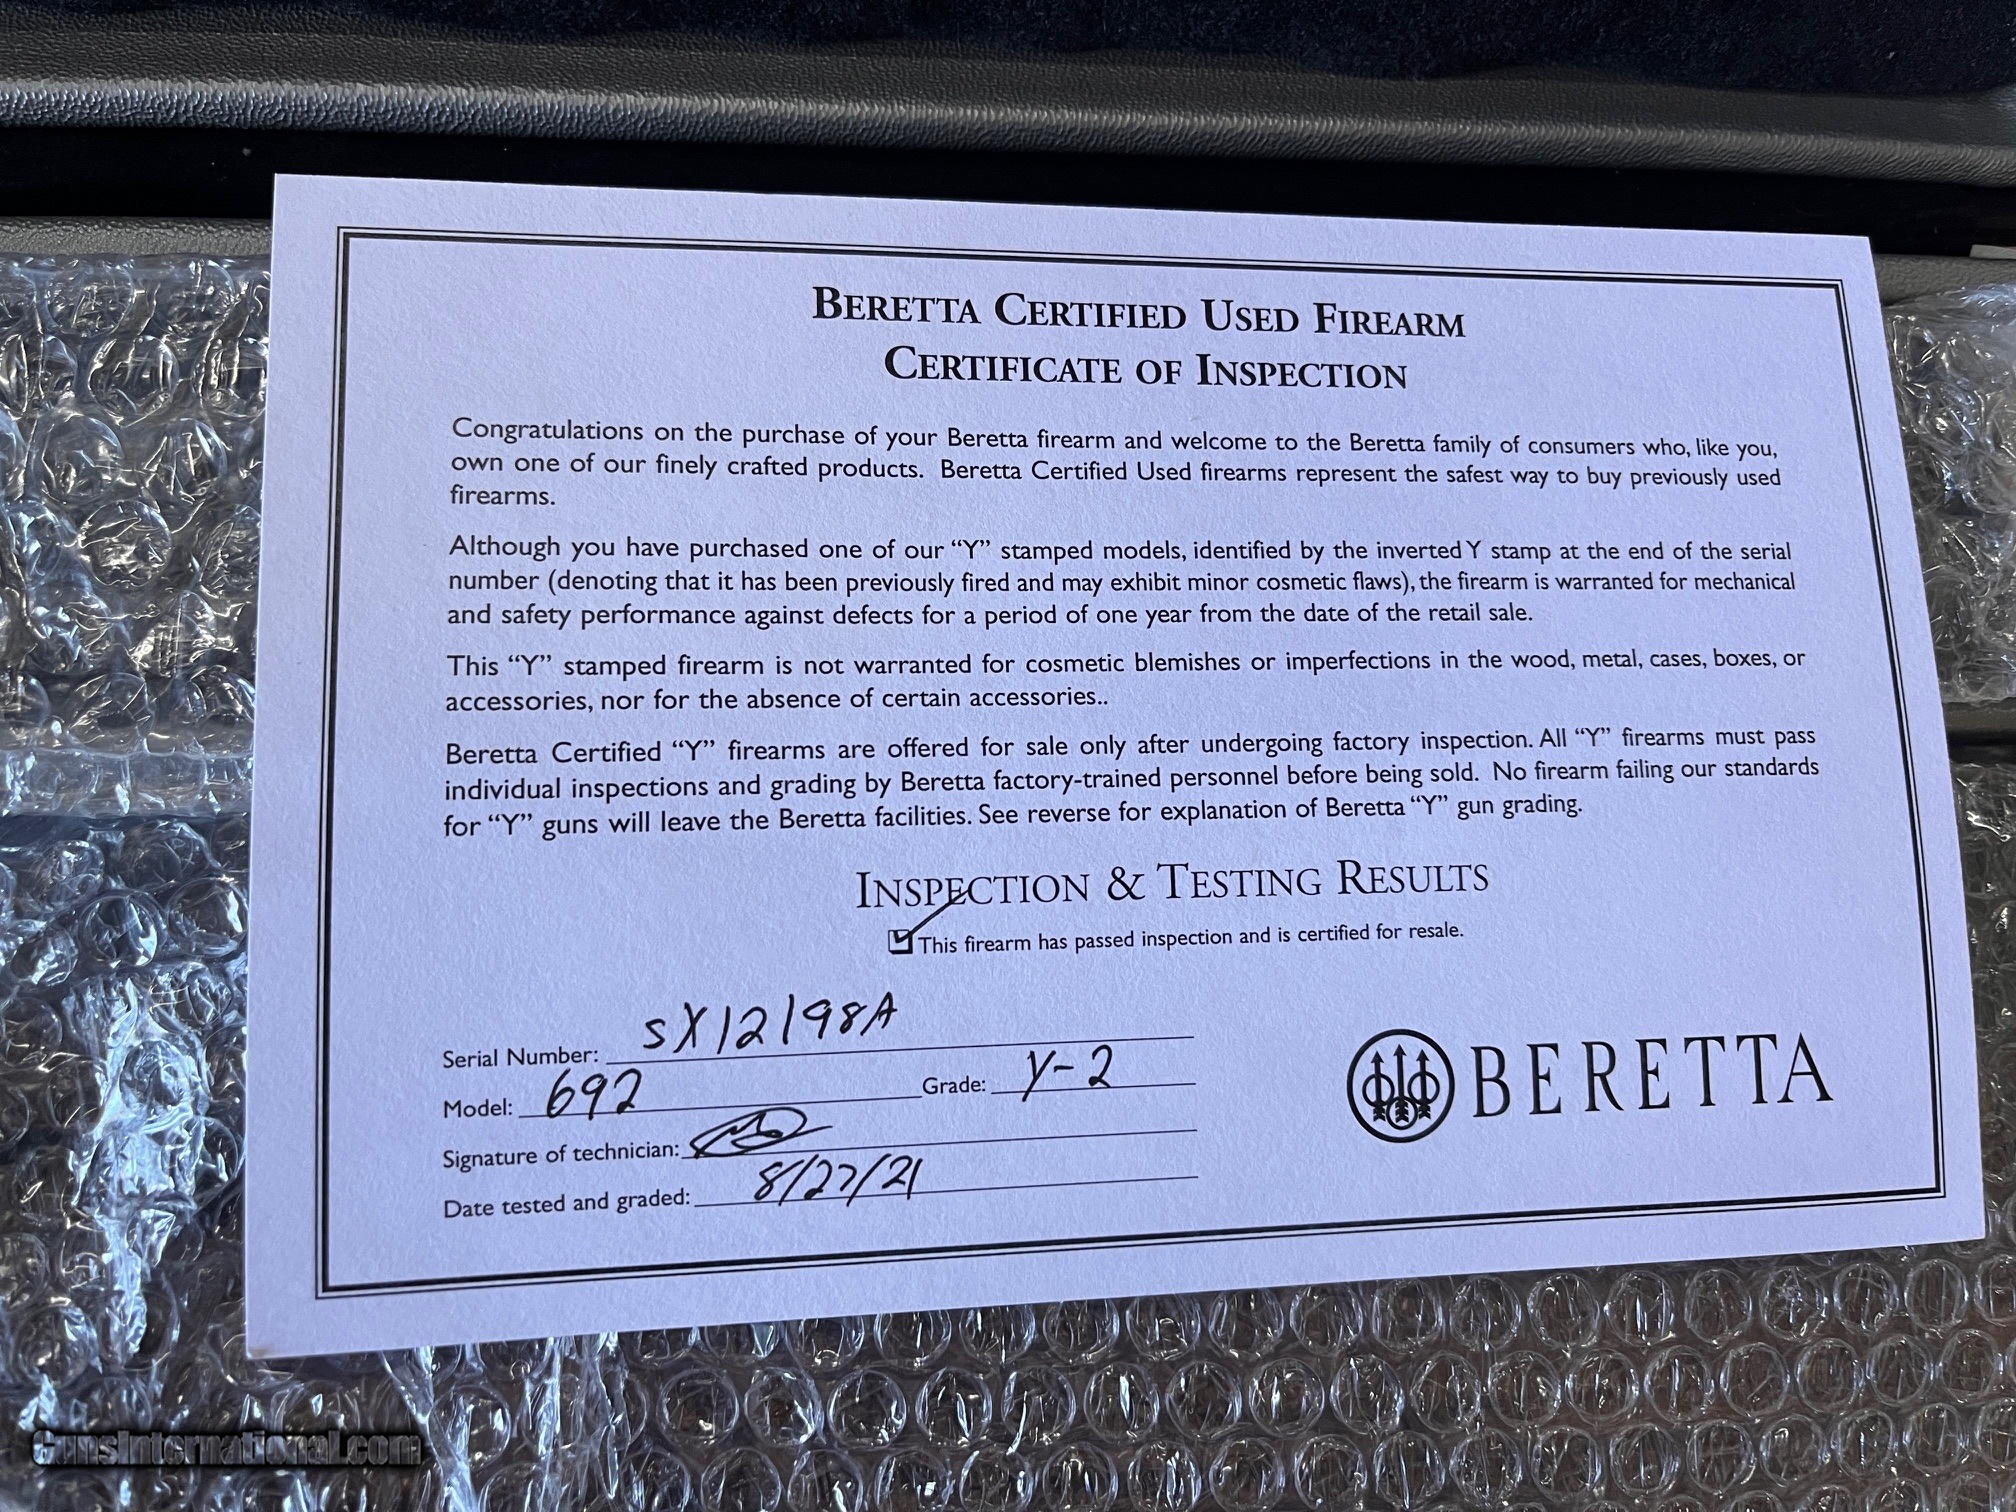 BERETTA CERTIFIED USED FIREARM
CERTIFICATE OF INSPECTION
Congratulations on the purchase of your Beretta firearm and welcome to the Beretta family of consumers who, like you,
own one of our finely crafted products. Beretta Certified Used firearms represent the safest way to buy previously used
firearms.
Although you have purchased one of our “Y” stamped models, identified by the inverted Y stamp at the end of the serial
number (denoting that it has been previously fired and may exhibit minor cosmetic flaws), the firearm is warranted for mechanical
and safety performance against defects for a period of one year from the date of the retail sale.
This “Y” stamped firearm is not warranted for cosmetic blemishes or imperfections in the wood, metal, cases, boxes, or
accessories, nor for the absence of certain accessories..
Beretta Certified “Y” firearms are offered for sale only after undergoing factory inspection. All “Y” firearms must pass
individual inspections and grading by Beretta factory-trained personnel before being sold. No firearm failing our standards
for “Y” guns will leave the Beretta facilities. See reverse for explanation of Beretta “Y” gun grading.
INSPECTION & TESTING RESULTS
This firearm has passed inspection and is certified for resale.
Serial Number: SX12198A
Model: 692 Grade: Y-2
Signature of technician:
Date tested and graded: 8/27/21
BERETTA
GunsInternational.com